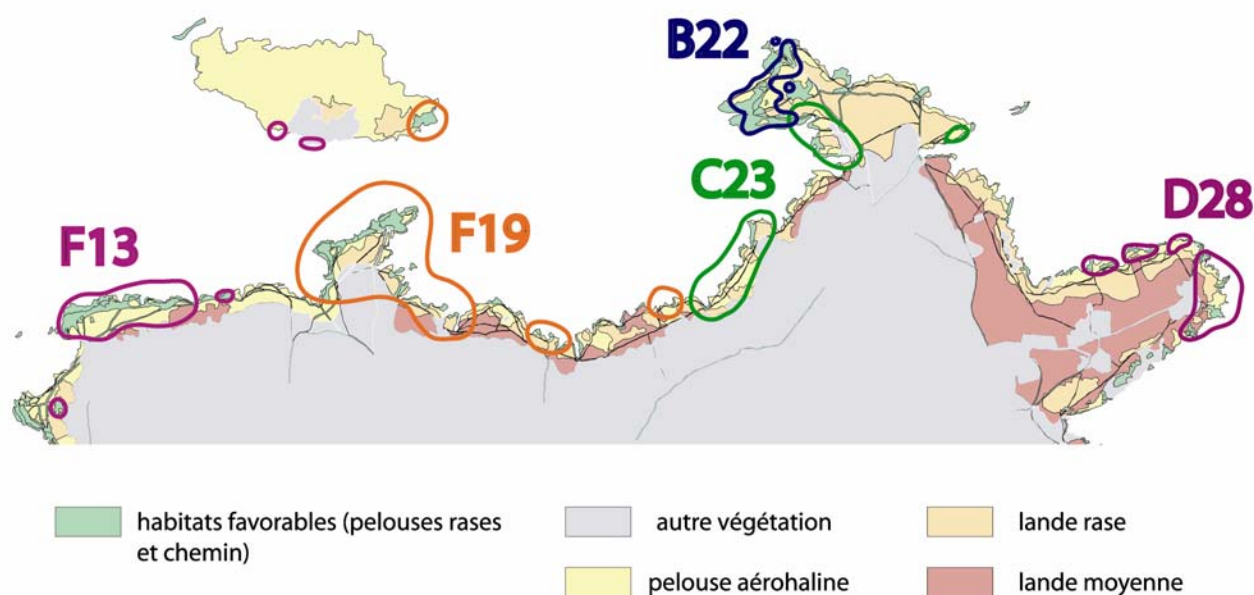 B22
C23
D28
F19
F13
habitats favorables (pelouses rases
et chemin)
autre végétation
pelouse aérohaline
lande rase
lande moyenne